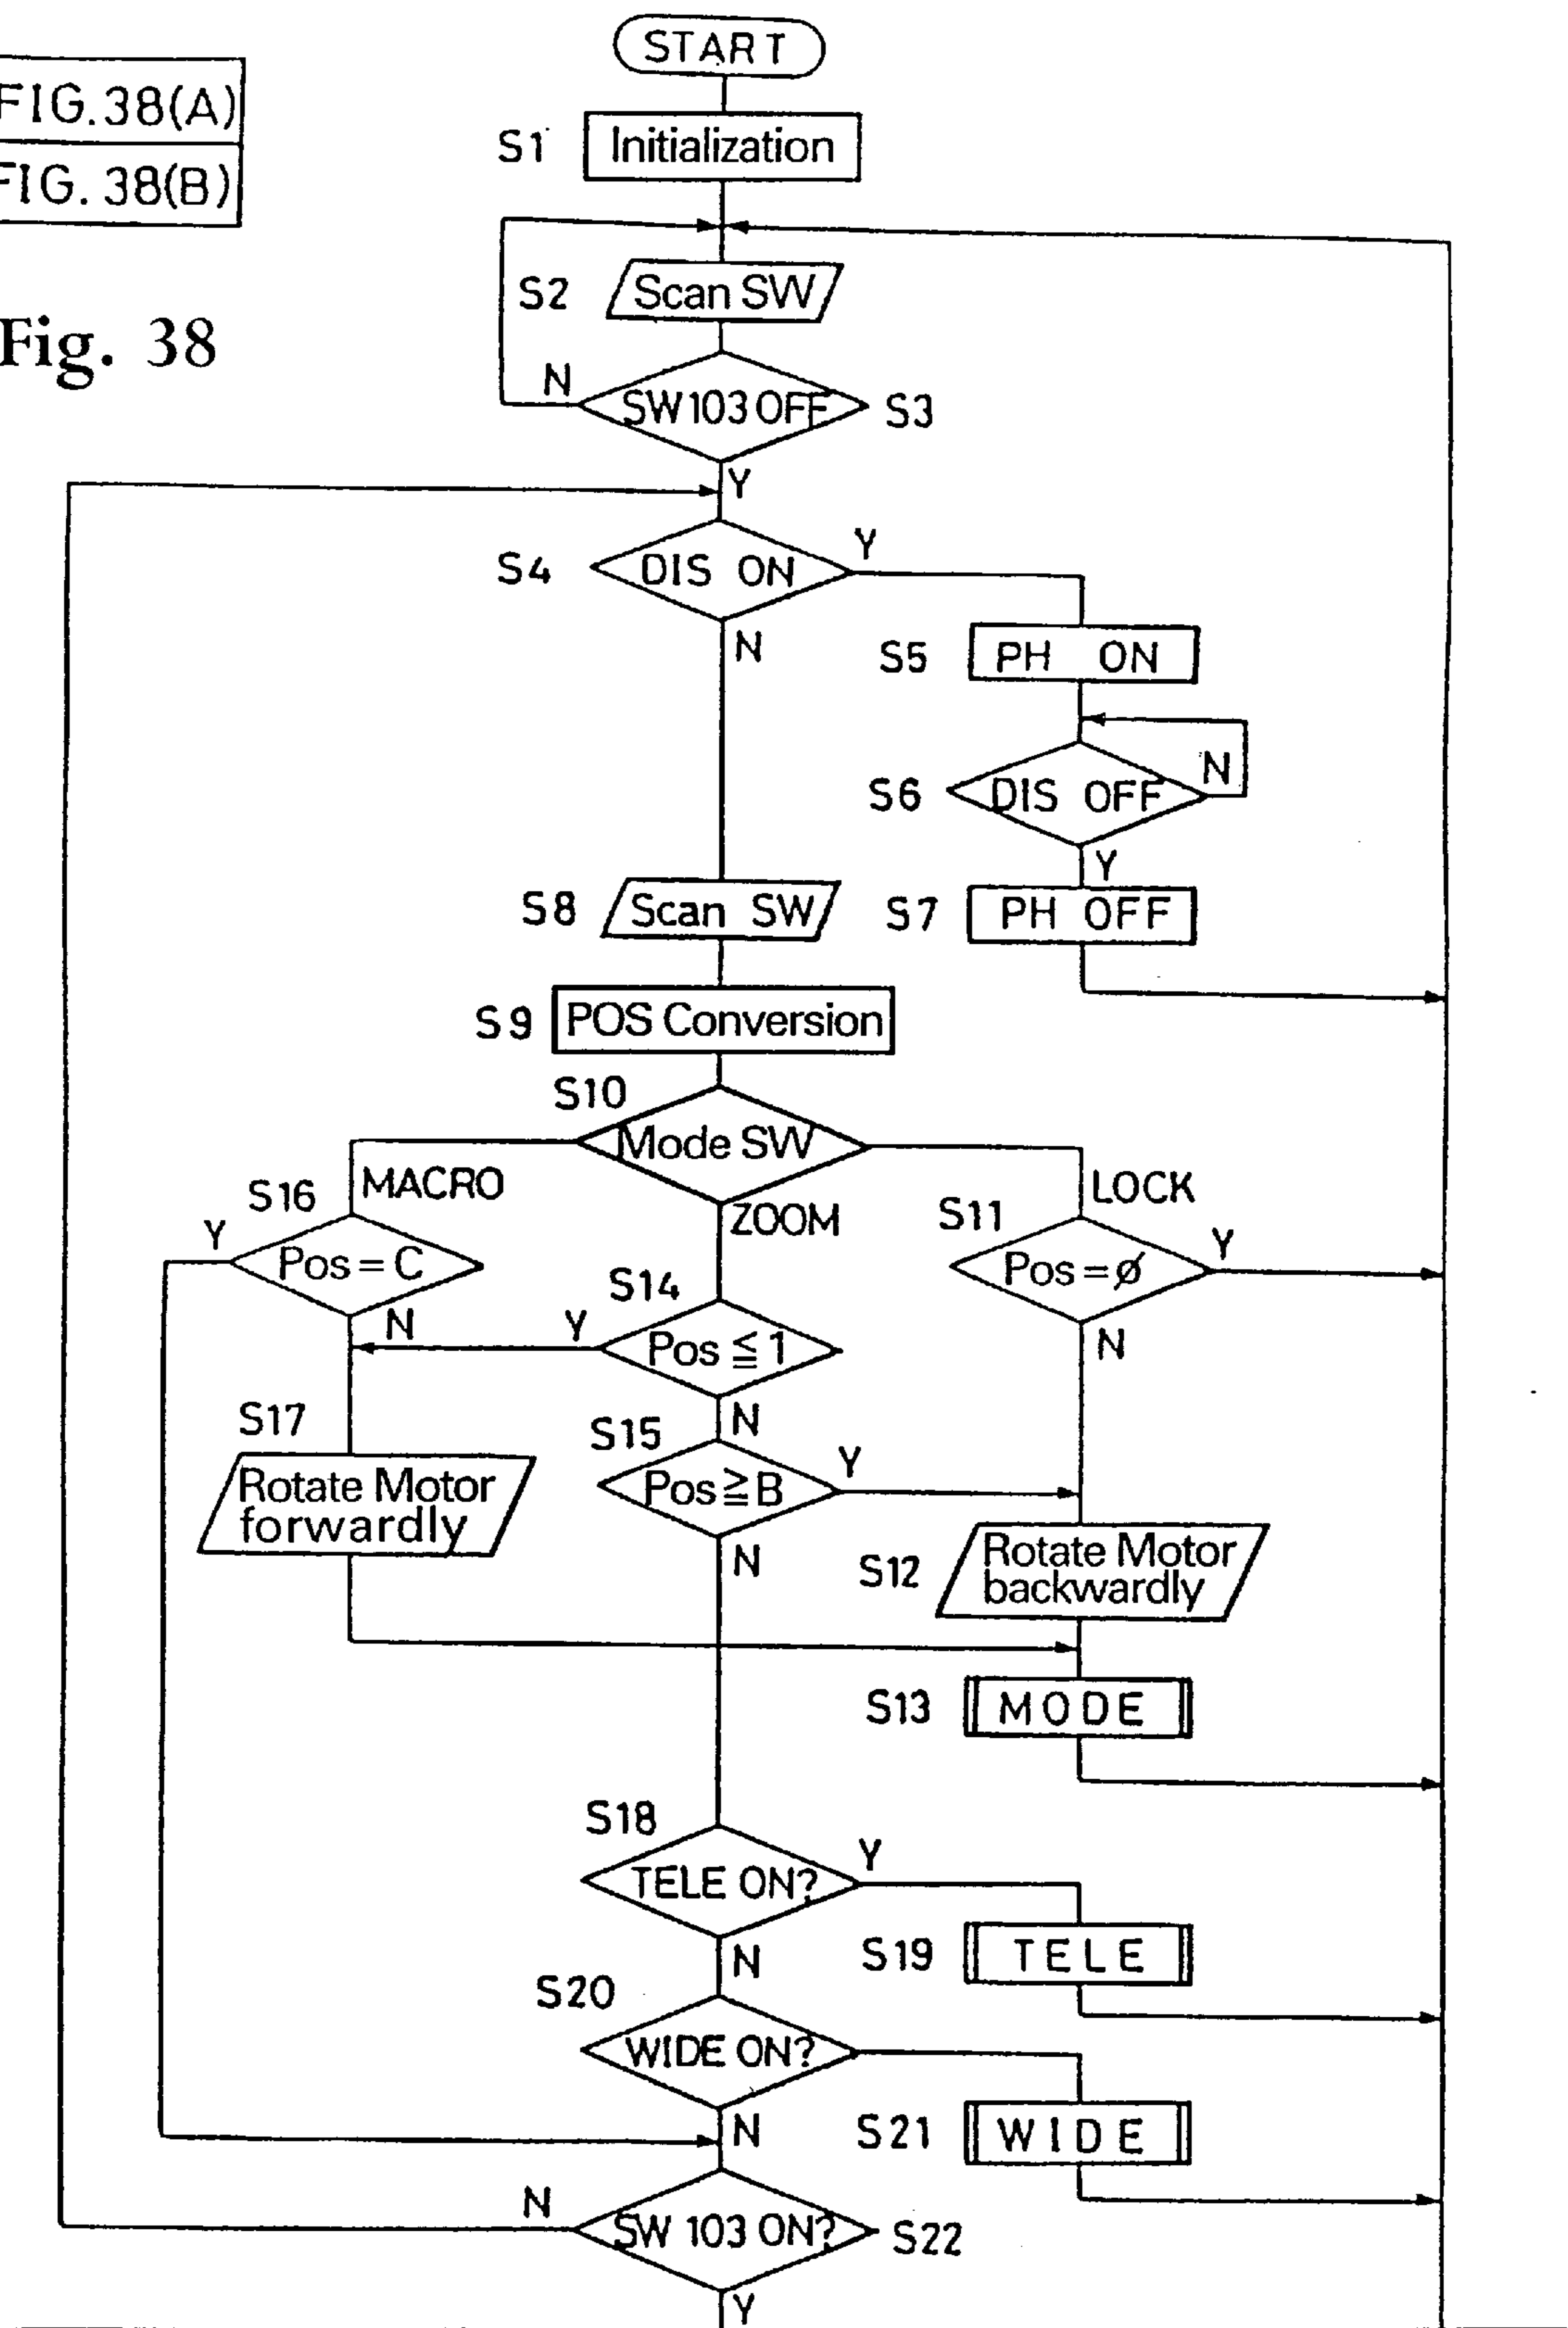 START
FIG.38(A)
S1 Initialization
FIG. 38(B)
S2 Scan SW
Fig. 38
N
SW103 OFF S3
Y
S4 DIS ON Y
N
S5 PH ON
S6 DIS OFF N
Y
S8 Scan SW S7 PH OFF
S9 POS Conversion
S10
Mode SW
MACRO LOCK
S16 ZOOM S11
Y Pos = C Pos = ø Y
S14
N Y Pos ≦ 1 N
S17 N
S15 Y
Rotate Motor
forwardly
Pos ≧ B
N
S12 Rotate Motor
backwardly
S13 MODE
S18 Y
TELE ON?
N S19 TELE
S20
WIDE ON?
N S21 WIDE
N
SW 103 ON? S22
Y